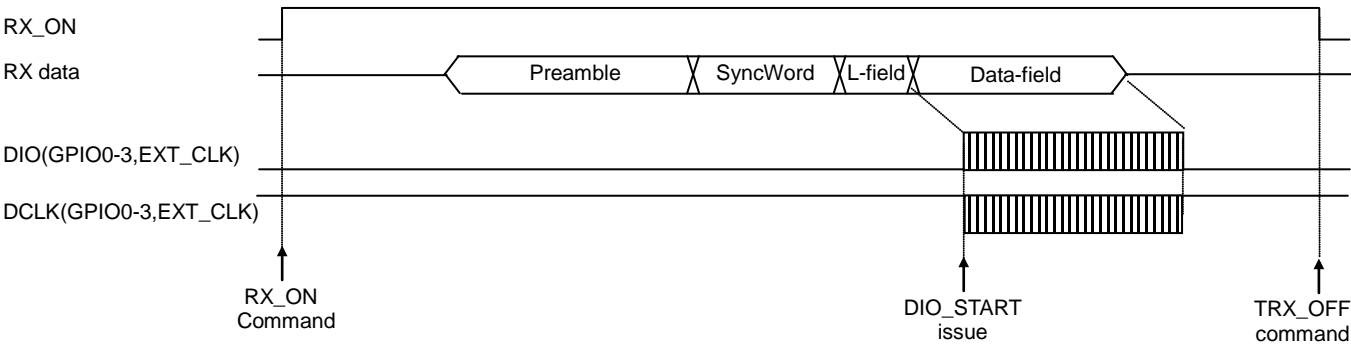 RX_ON
RX data
Preamble
SyncWord
L-field
Data-field
DIO(GPIO0-3,EXT_CLK)
DCLK(GPIO0-3,EXT_CLK)
RX_ON
Command
DIO_START
issue
TRX_OFF
command